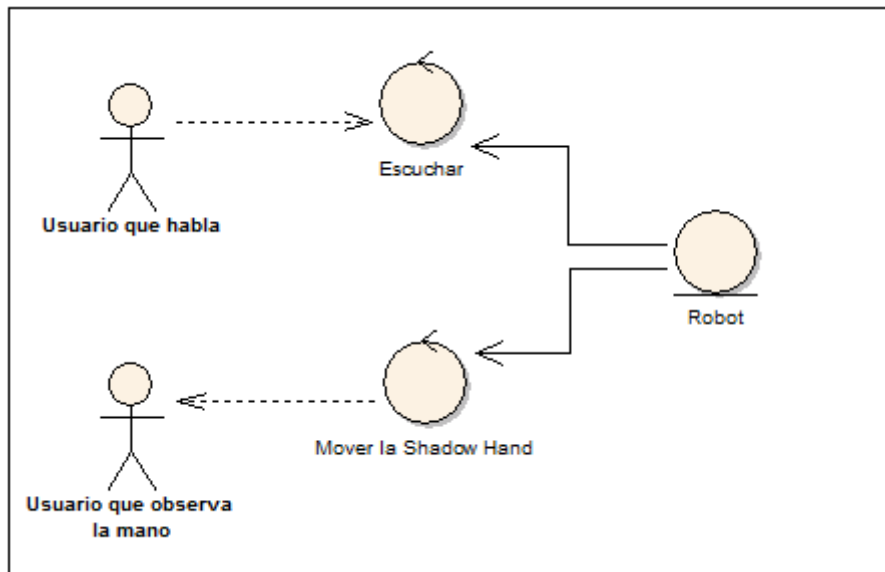 Escuchar
Usuario que habla
Robot
Mover la Shadow Hand
Usuario que observa
la mano